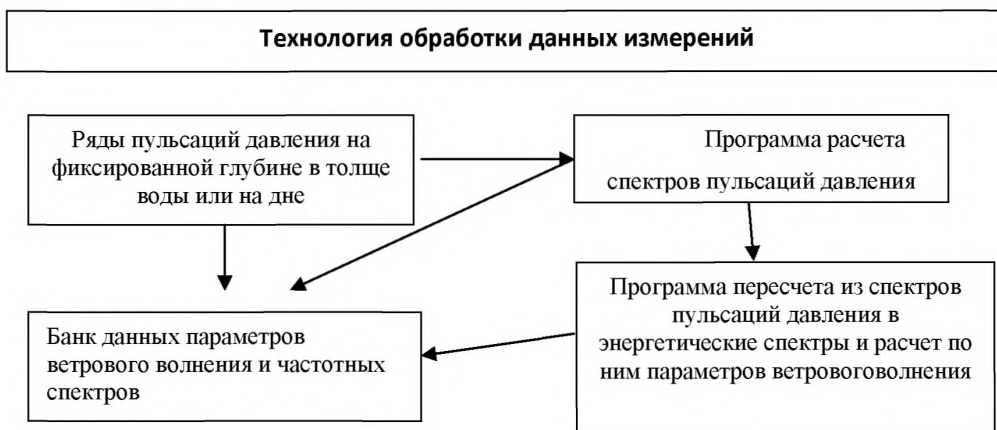 Технология обработки данных измерений
Ряды пульсаций давления на
фиксированной глубине в толще
воды или на дне
Программа расчета
спектров пульсаций давления
Банк данных параметров
ветрового волнения и частотных
спектров
Программа пересчета из спектров
пульсаций давления в
энергетические спектры и расчет по
ним параметров ветровоговолнения